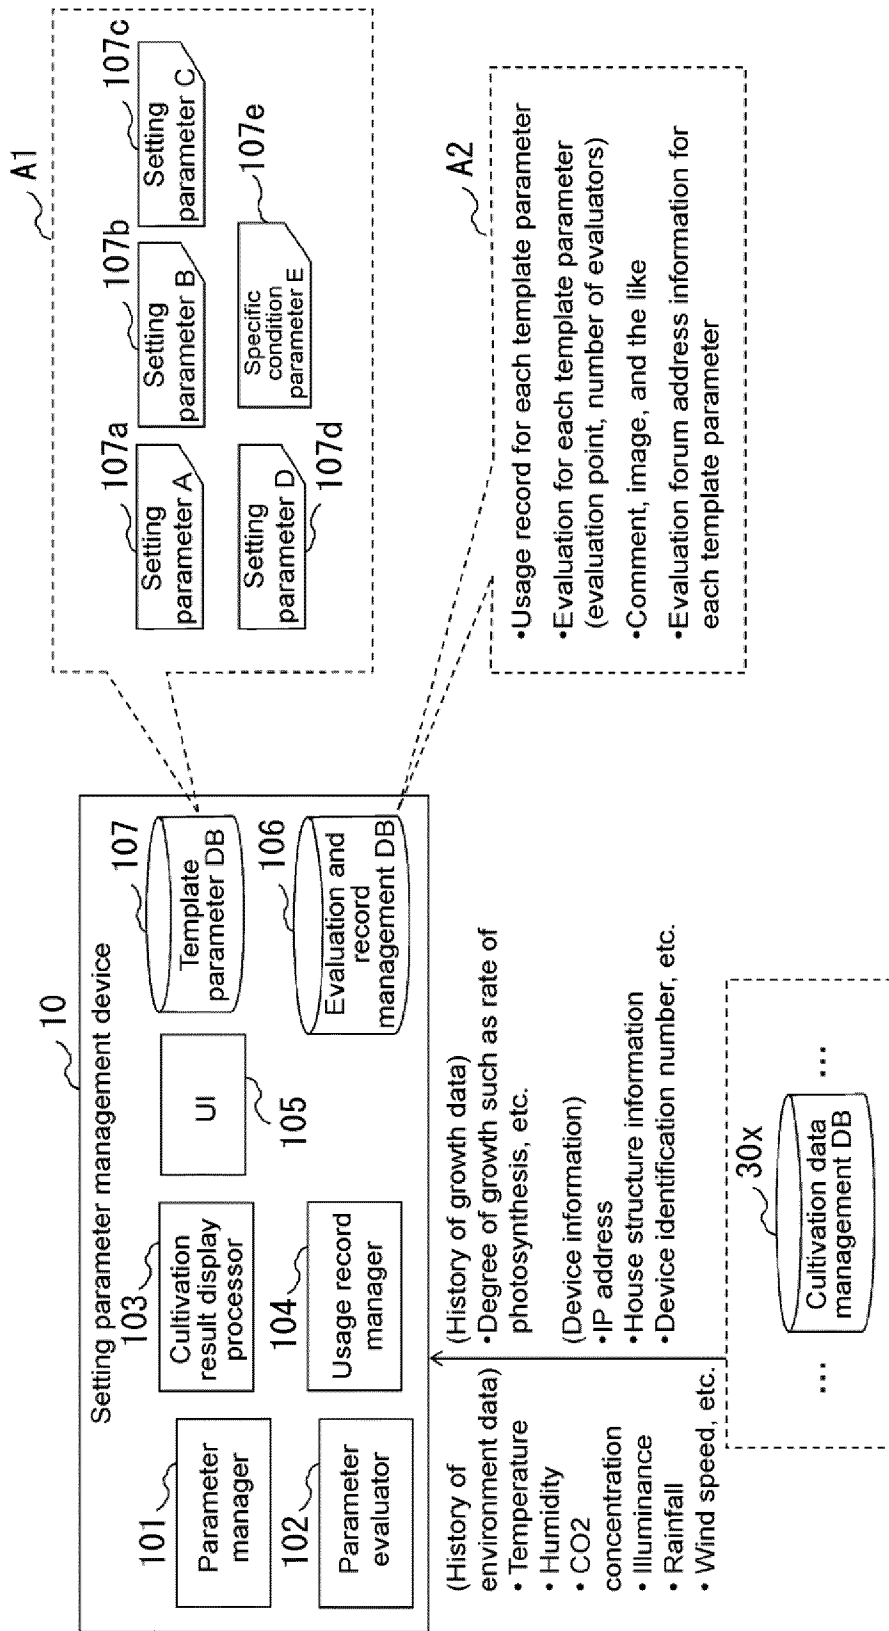 10
Setting parameter management device
101
Parameter
manager
102
Parameter
evaluator
103
Cultivation
result display
processor
104
Usage record
manager
UI
105
107
Template
parameter DB
106
Evaluation and
record
management DB
A1
107a
Setting
parameter A
107b
Setting
parameter B
107c
Setting
parameter C
Setting
parameter D
107d
107e
Specific
condition
parameter E
A2
•Usage record for each template parameter
•Evaluation for each template parameter
(evaluation point, number of evaluators)
•Comment, image, and the like
•Evaluation forum address information for
each template parameter
(History of
environment data)
• Temperature
• Humidity
• CO2
concentration
• Illuminance
• Rainfall
• Wind speed, etc.
(History of growth data)
•Degree of growth such as rate of
photosynthesis, etc.
(Device information)
•IP address
•House structure information
•Device identification number, etc.
30x
...
Cultivation data
management DB
...